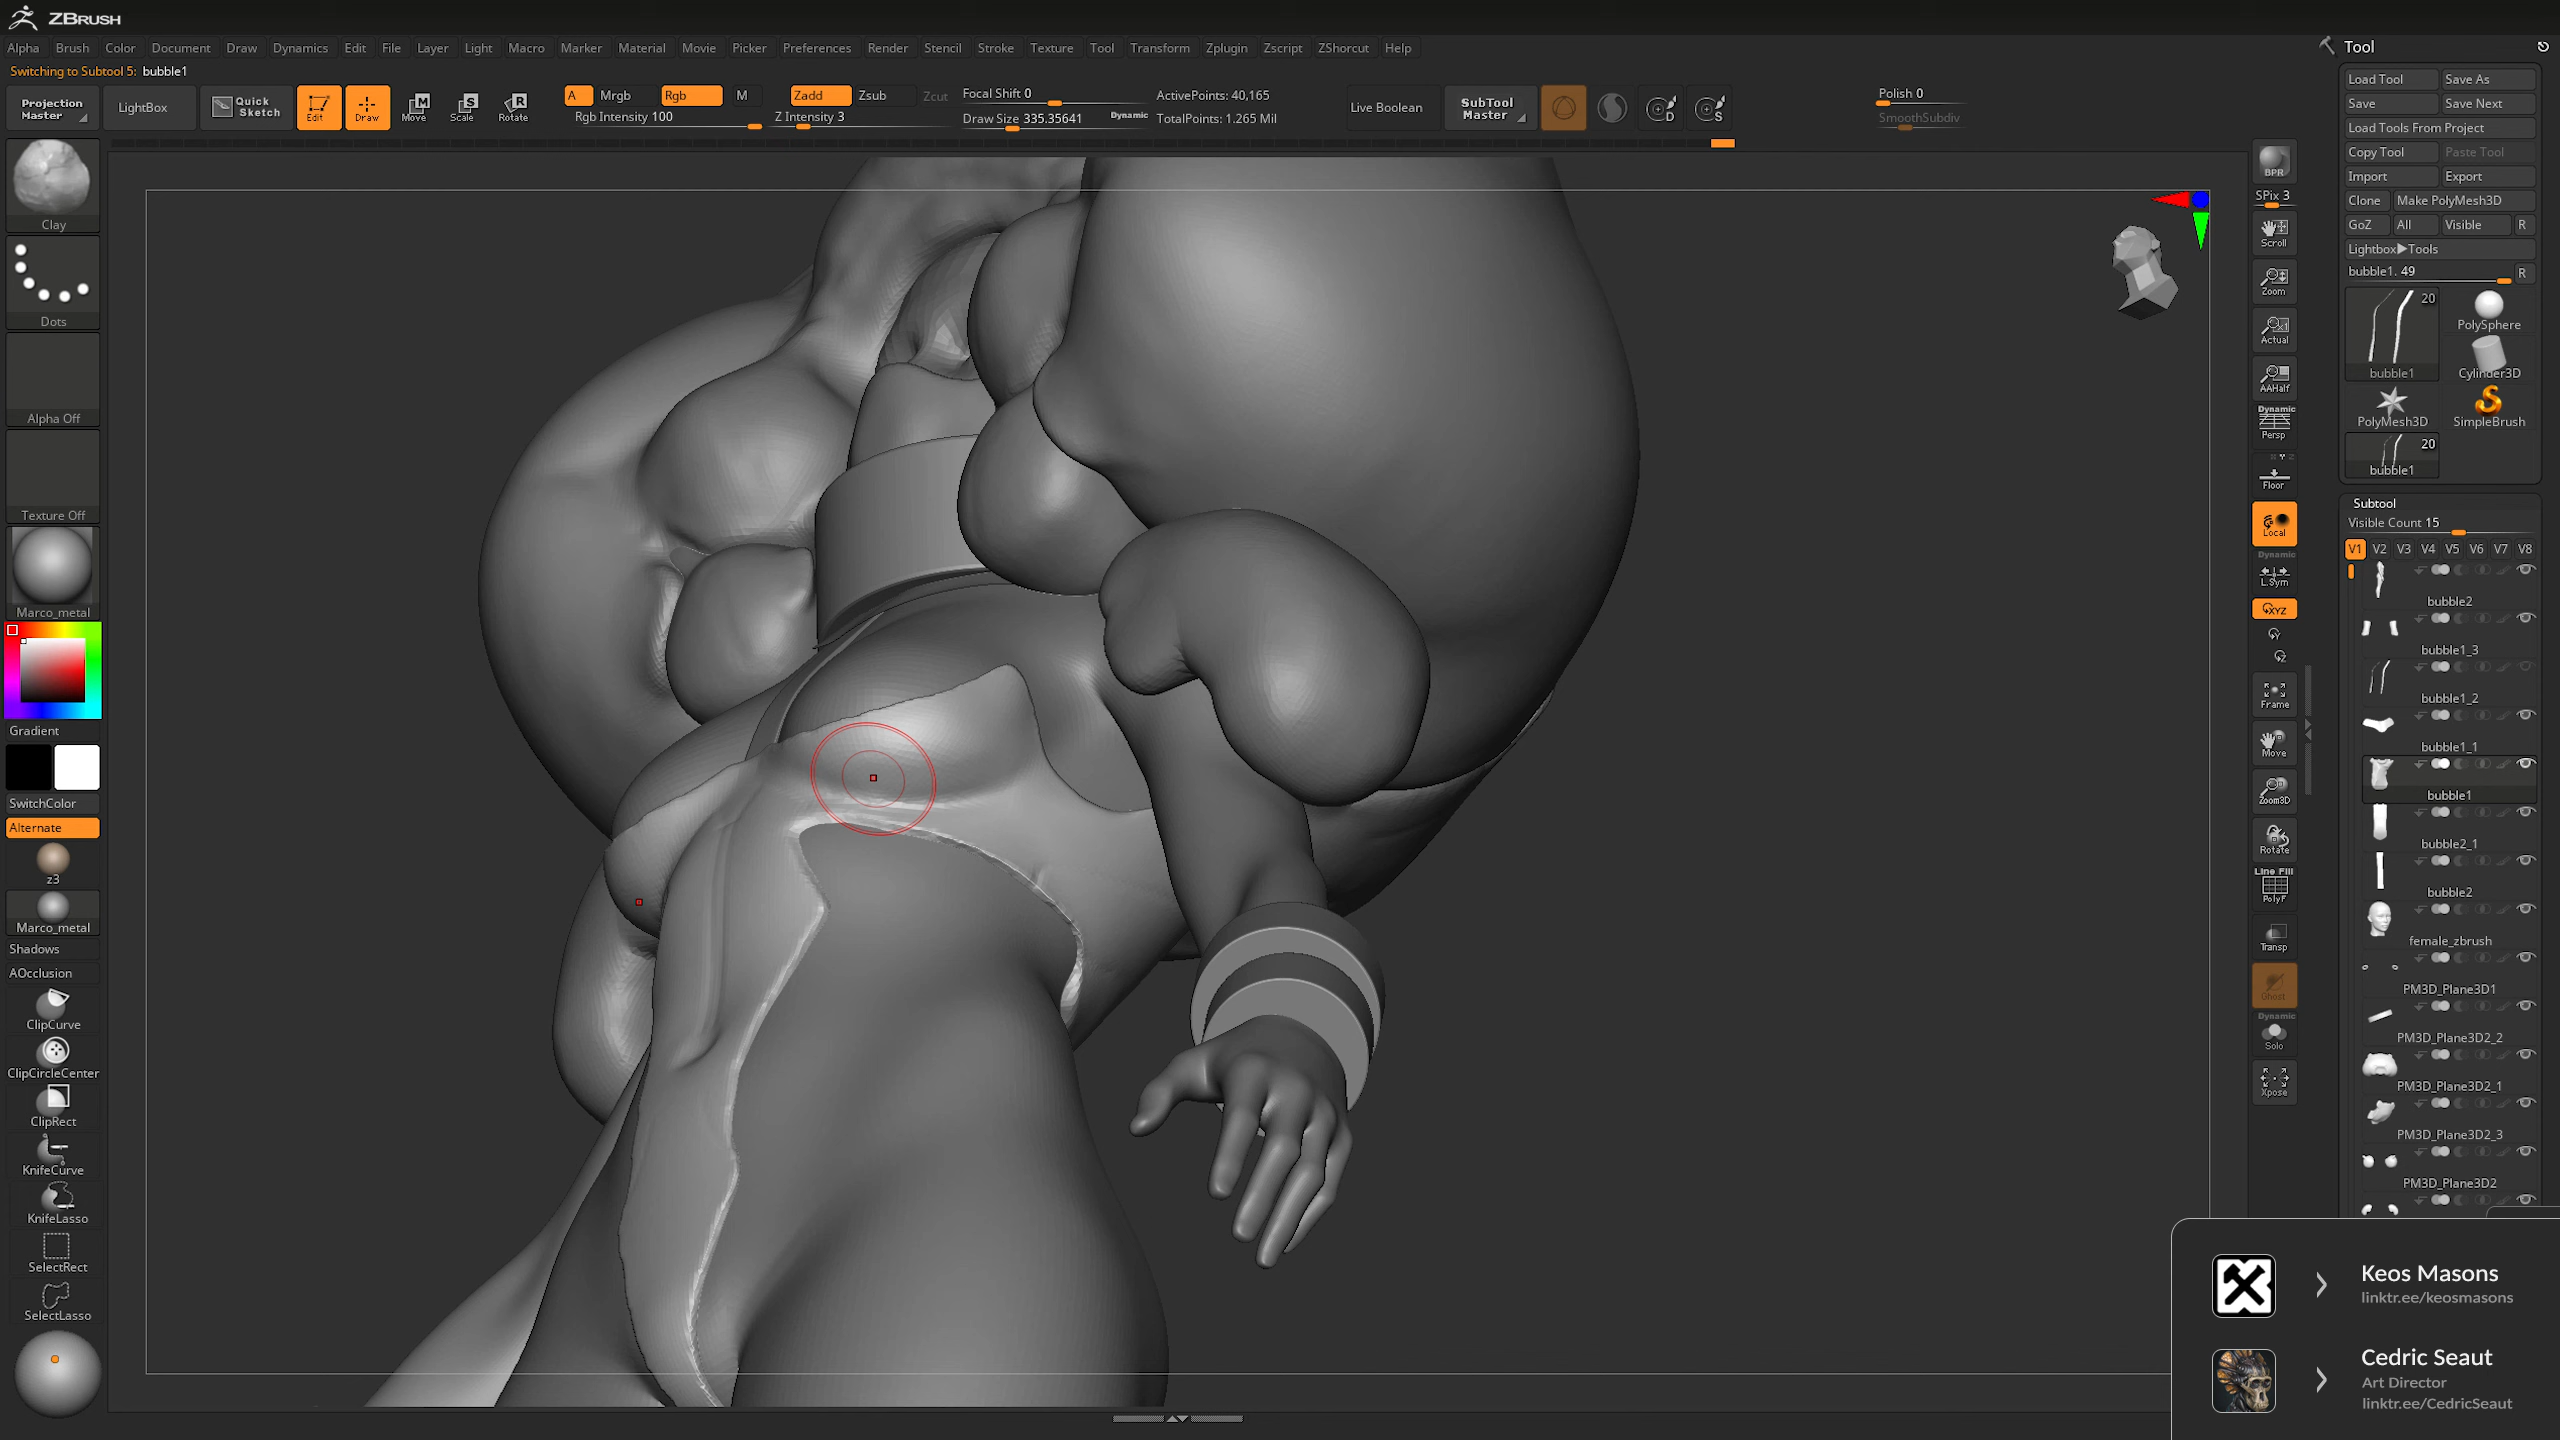 ZBRUSH
Alpha Brush Color Document Draw Dynamics Edit File Layer Light Macro Marker Material Movie Picker Preferences Render Stencil Stroke Texture Tool Transform Zplugin Zscript ZShorcut Help
Switching to Subtool 5: bubble1
Projection Master
LightBox
Quick Sketch
Edit
Draw
Move
Scale
Rotate
A Mrgb Rgb M
Rgb Intensity 100
Zadd Zsub Zcut
Z Intensity 3
Focal Shift 0
Draw Size 335.35641
Dynamic
ActivePoints: 40,165
TotalPoints: 1.265 Mil
Live Boolean
SubTool Master
D
S
Polish 0
SmoothSubdiv
Clay
Dots
Alpha Off
Texture Off
Marco_metal
Gradient
SwitchColor
Alternate
z3
Marco_metal
Shadows
AOcclusion
ClipCurve
ClipCircleCenter
ClipRect
KnifeCurve
KnifeLasso
SelectRect
SelectLasso
BPR
SPix 3
Scroll
Zoom
Actual
AAHalf
Dynamic
Persp
Floor
Local
Dynamic
L.Sym
XYZ
Y
Z
Frame
Move
Zoom3D
Rotate
Line Fill
PolyF
Transp
Ghost
Dynamic
Solo
Xpose
Tool
Load Tool Save As
Save Save Next
Load Tools From Project
Copy Tool Paste Tool
Import Export
Clone Make PolyMesh3D
GoZ All Visible R
Lightbox▶Tools
bubble1. 49 R
20
bubble1
PolySphere
Cylinder3D
PolyMesh3D
SimpleBrush
20
bubble1
Subtool
Visible Count 15
V1 V2 V3 V4 V5 V6 V7 V8
bubble2
bubble1_3
bubble1_2
bubble1_1
bubble1
bubble2_1
bubble2
female_zbrush
PM3D_Plane3D1
PM3D_Plane3D2_2
PM3D_Plane3D2_1
PM3D_Plane3D2_3
PM3D_Plane3D2
Keos Masons
linktr.ee/keosmasons
Cedric Seaut
Art Director
linktr.ee/CedricSeaut